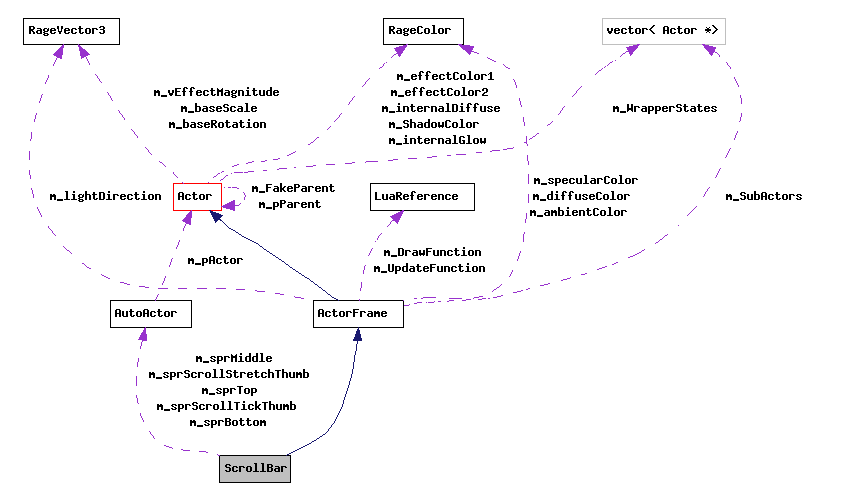 RageVector3
RageColor
vector< Actor *>
m_vEffectMagnitude
m_baseScale
m_baseRotation
m_effectColor1
m_effectColor2
m_internalDiffuse
m_ShadowColor
m_internalGlow
m_WrapperStates
m_lightDirection
Actor
m_FakeParent
m_pParent
LuaReference
m_specularColor
m_diffuseColor
m_ambientColor
m_SubActors
m_pActor
m_DrawFunction
m_UpdateFunction
AutoActor
ActorFrame
m_sprMiddle
m_sprScrollStretchThumb
m_sprTop
m_sprScrollTickThumb
m_sprBottom
ScrollBar